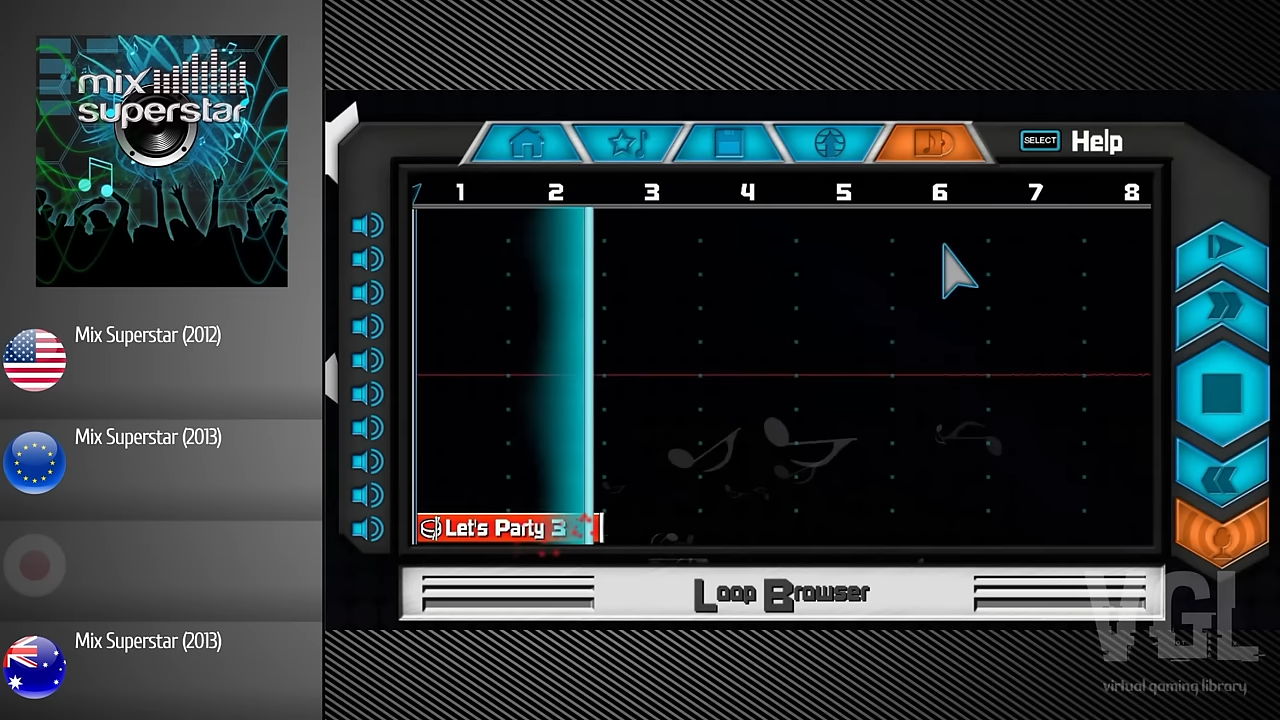 mix
superstar
Mix Superstar (2012)
Mix Superstar (2013)
Mix Superstar (2013)
SELECT Help
1 2 3 4 5 6 7 8
Let's Party 3
Loop Browser
VGL
virtual gaming library